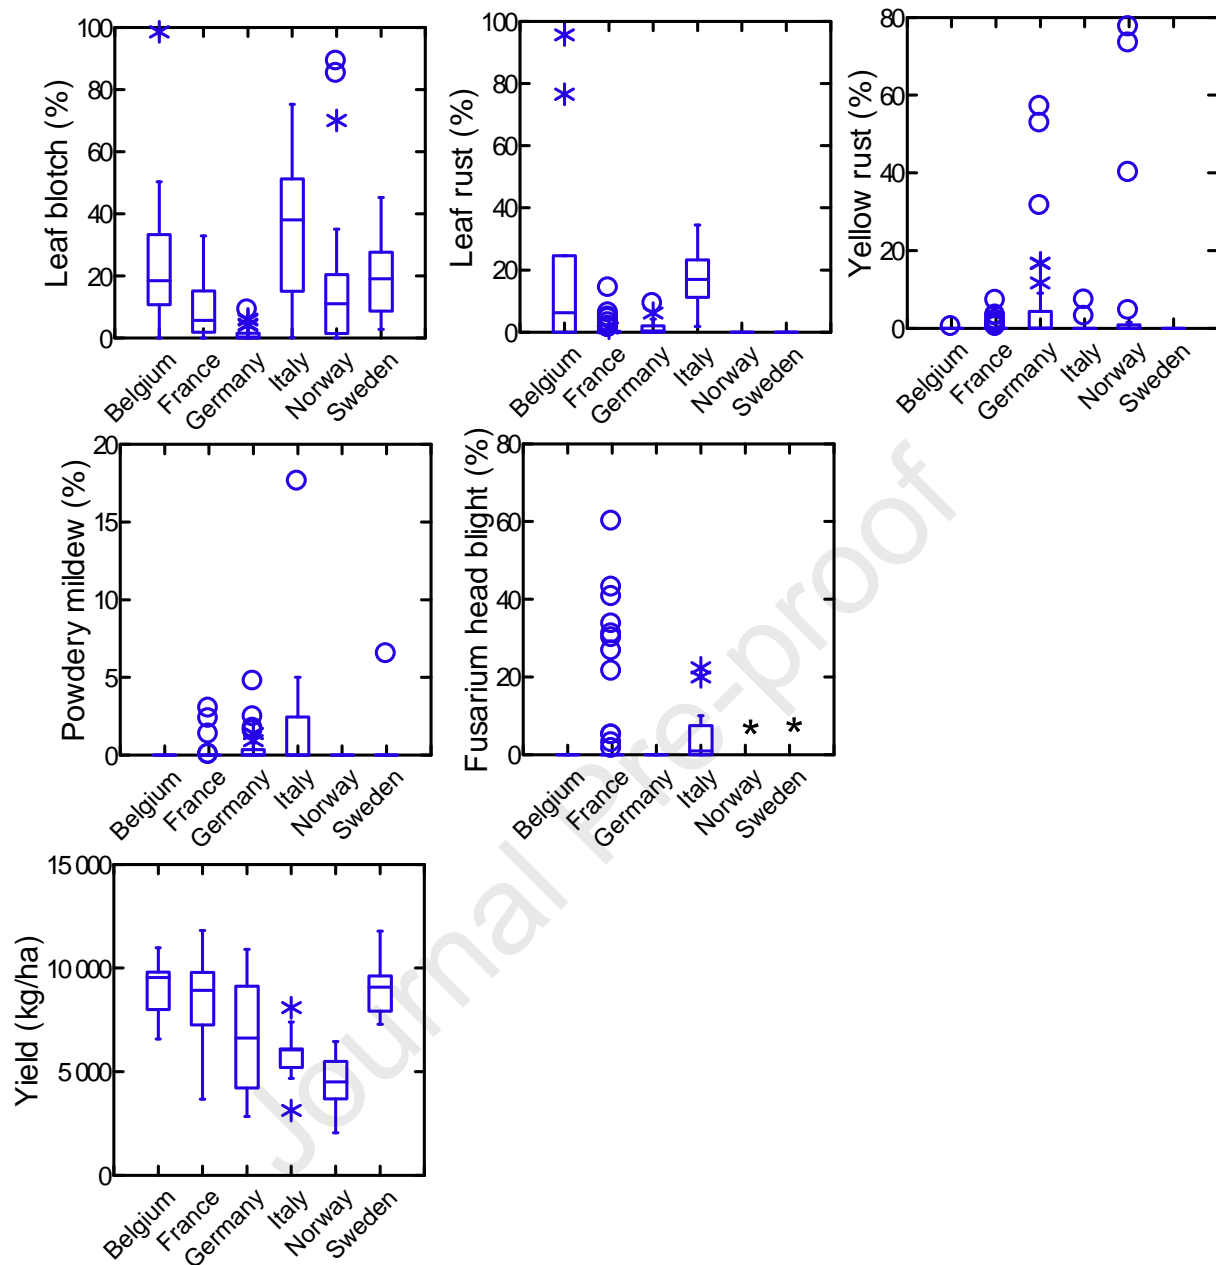 Leaf blotch (%)
100
80
60
40
20
0
Belgium
France
Germany
Italy
Norway
Sweden
Leaf rust (%)
100
80
60
40
20
0
Belgium
France
Germany
Italy
Norway
Sweden
Yellow rust (%)
80
60
40
20
0
Belgium
France
Germany
Italy
Norway
Sweden
Powdery mildew (%)
20
15
10
5
0
Belgium
France
Germany
Italy
Norway
Sweden
Fusarium head blight (%)
80
60
40
20
0
* *
Belgium
France
Germany
Italy
Norway
Sweden
Yield (kg/ha)
15 000
10 000
5 000
0
Belgium
France
Germany
Italy
Norway
Sweden
Journal Pre-proof